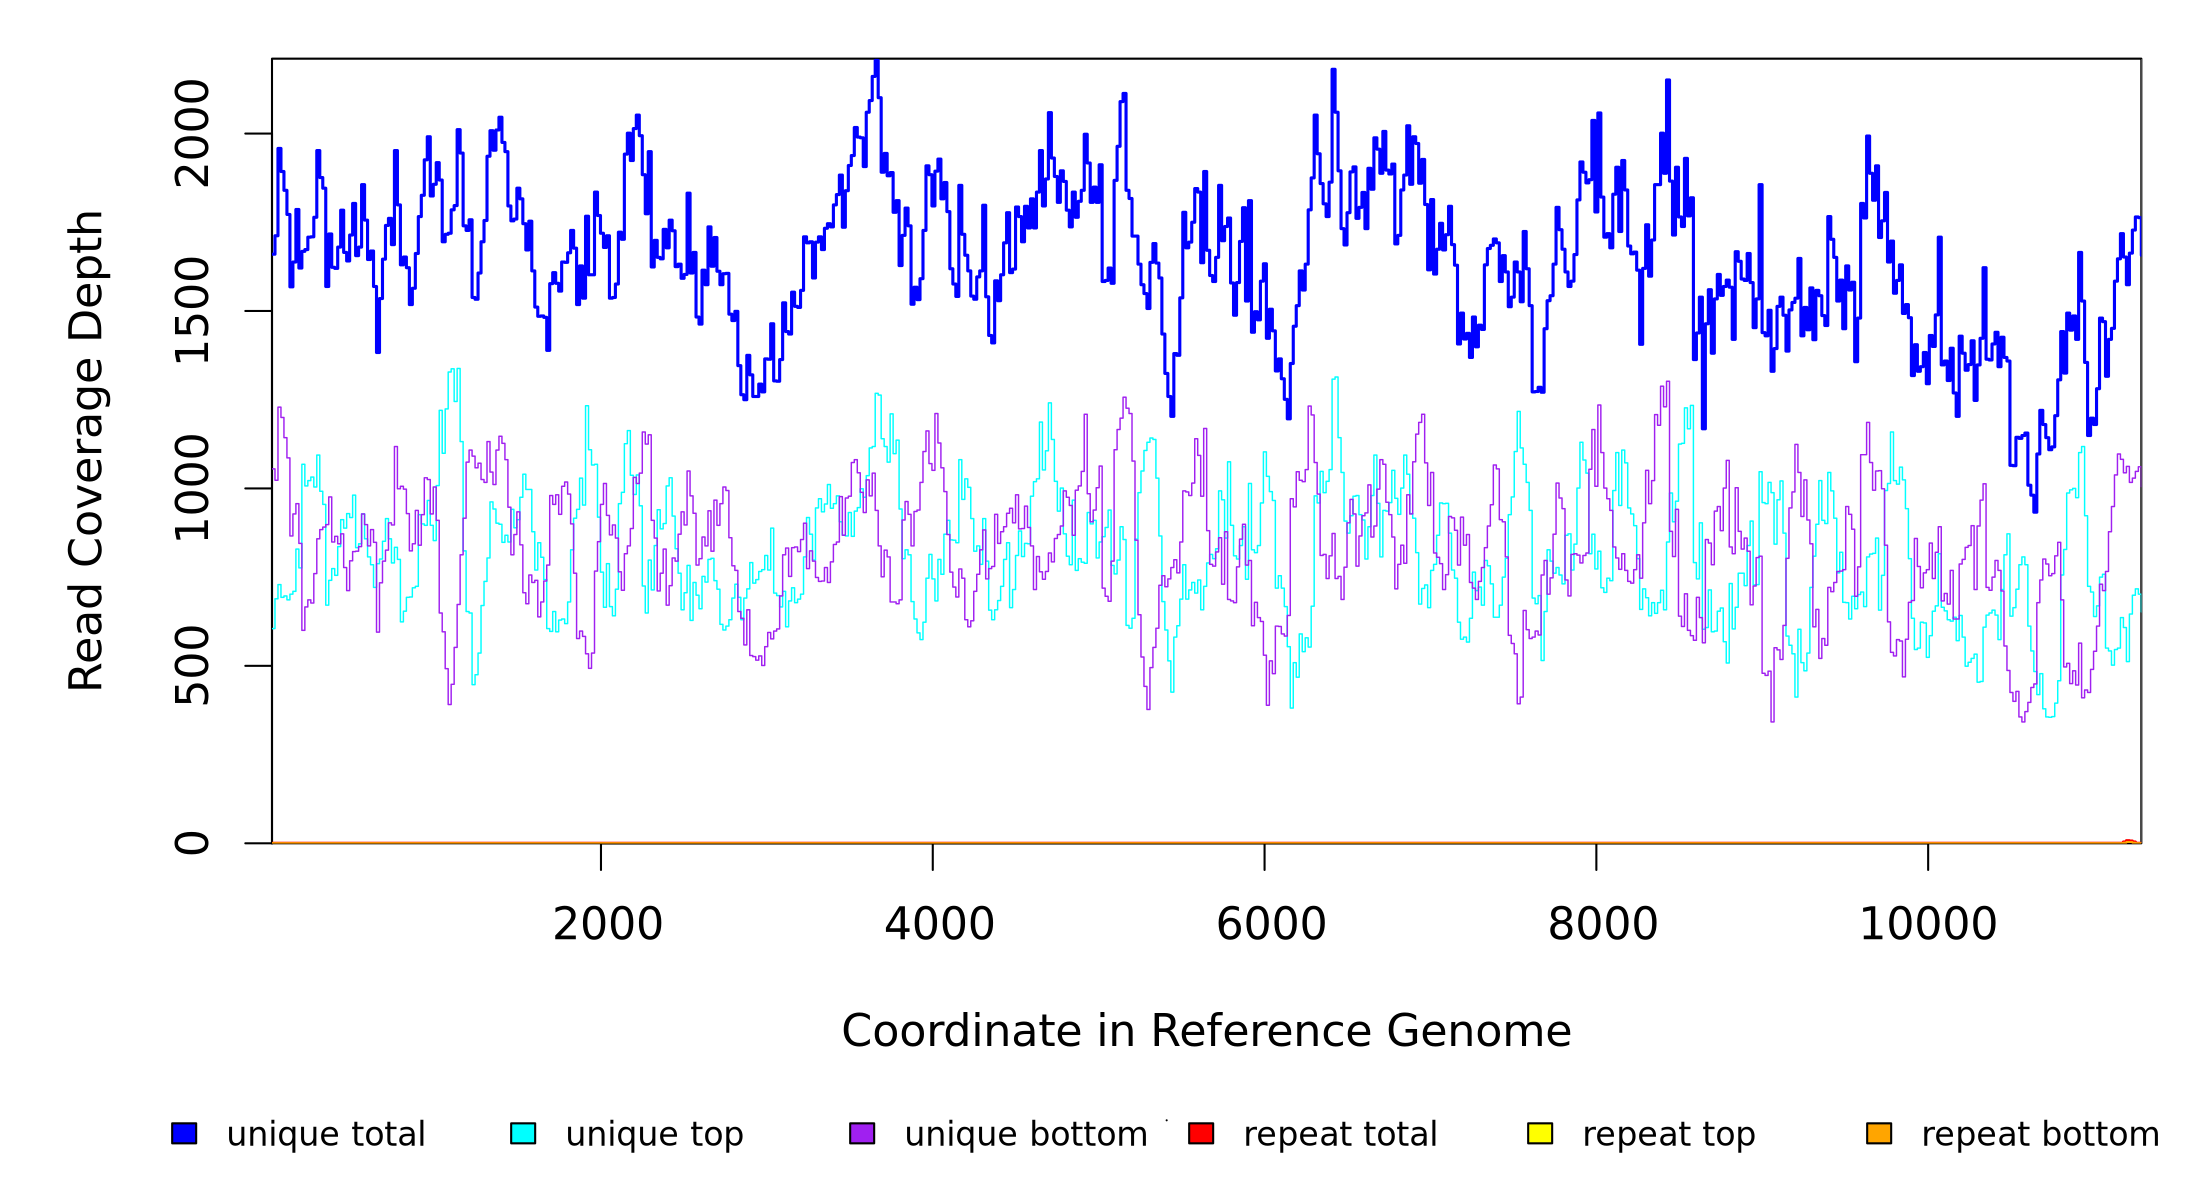 Read Coverage Depth
2000
1500
1000
500
0
2000 4000 6000 8000 10000
Coordinate in Reference Genome
unique total unique top unique bottom repeat total repeat top repeat bottom